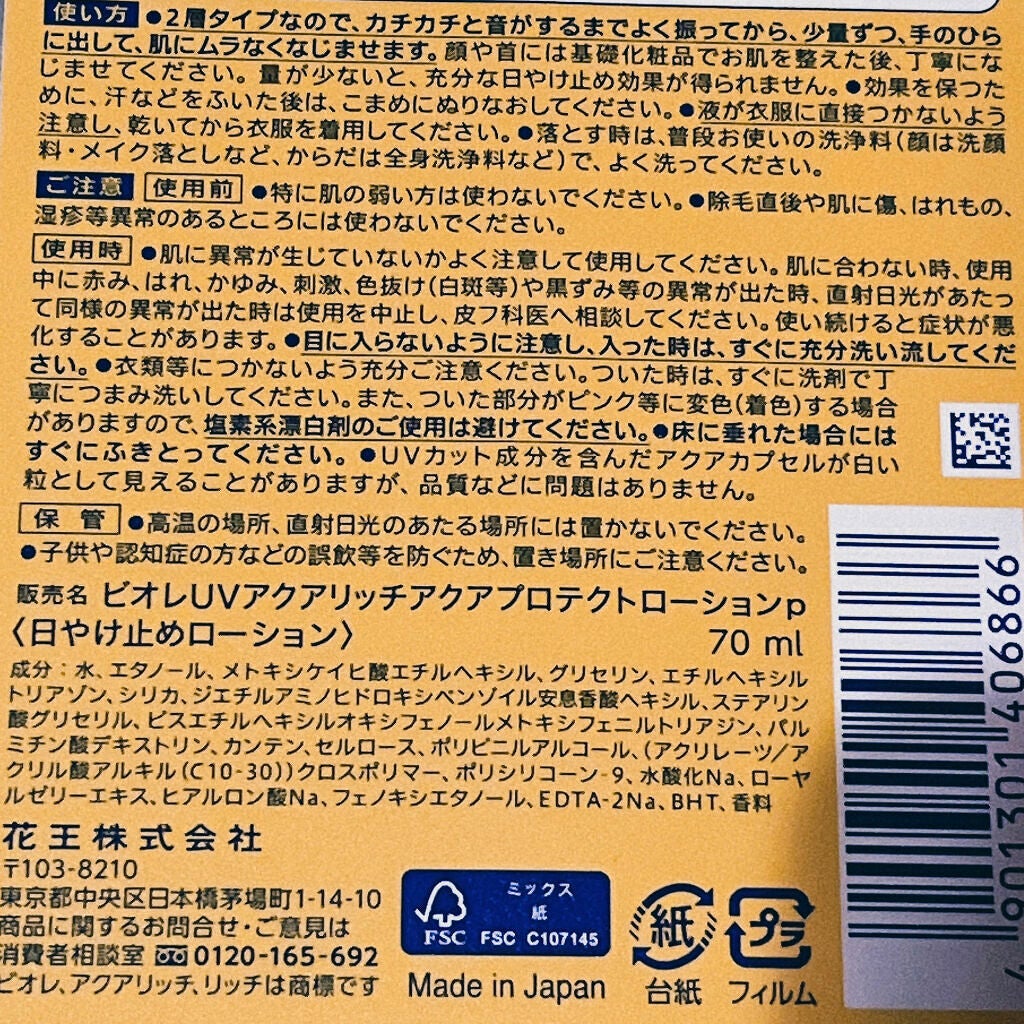 使い方 ●2層タイプなので、カチカチと音がするまでよく振ってから、少量ずつ、手のひら
に出して、肌にムラなくなじませます。顔や首には基礎化粧品でお肌を整えた後、丁寧にな
じませてください。量が少ないと、充分な日やけ止め効果が得られません。●効果を保つた
めに、汗などをふいた後は、こまめにぬりなおしてください。●液が衣服に直接つかないよう
注意し、乾いてから衣服を着用してください。●落とす時は、普段お使いの洗浄料(顔は洗顔
料・メイク落としなど、からだは全身洗浄料など)で、よく洗ってください。
ご注意 使用前 ●特に肌の弱い方は使わないでください。●除毛直後や肌に傷、はれもの、
湿疹等異常のあるところには使わないでください。
使用時 ●肌に異常が生じていないかよく注意して使用してください。肌に合わない時、使用
中に赤み、はれ、かゆみ、刺激、色抜け(白斑等)や黒ずみ等の異常が出た時、直射日光があたっ
て同様の異常が出た時は使用を中止し、皮フ科医へ相談してください。使い続けると症状が悪
化することがあります。●目に入らないように注意し、入った時は、すぐに充分洗い流してくだ
さい。●衣類等につかないよう充分ご注意ください。ついた時は、すぐに洗剤で丁
寧につまみ洗いしてください。また、ついた部分がピンク等に変色(着色)する場合
がありますので、塩素系漂白剤のご使用は避けてください。●床に垂れた場合には
すぐにふきとってください。●UVカット成分を含んだアクアカプセルが白い
粒として見えることがありますが、品質などに問題はありません。
保管 ●高温の場所、直射日光のあたる場所には置かないでください。
●子供や認知症の方などの誤飲等を防ぐため、置き場所にご注意ください。
販売名 ビオレUVアクアリッチアクアプロテクトローションp
〈日やけ止めローション〉 70 ml
成分：水、エタノール、メトキシケイヒ酸エチルヘキシル、グリセリン、エチルヘキシル
トリアゾン、シリカ、ジエチルアミノヒドロキシベンゾイル安息香酸ヘキシル、ステアリン
酸グリセリル、ビスエチルヘキシルオキシフェノールメトキシフェニルトリアジン、パル
ミチン酸デキストリン、カンテン、セルロース、ポリビニルアルコール、(アクリレーツ/ア
クリル酸アルキル(C10-30))クロスポリマー、ポリシリコーン-9、水酸化Na、ローヤ
ルゼリーエキス、ヒアルロン酸Na、フェノキシエタノール、EDTA-2Na、BHT、香料
花王株式会社
〒103-8210
東京都中央区日本橋茅場町1-14-10
商品に関するお問合せ・ご意見は
消費者相談室 0120-165-692
ビオレ、アクアリッチ、リッチは商標です
FSC
ミックス
紙
FSC C107145
Made in Japan
紙
台紙
プラ
フィルム
4901301406866